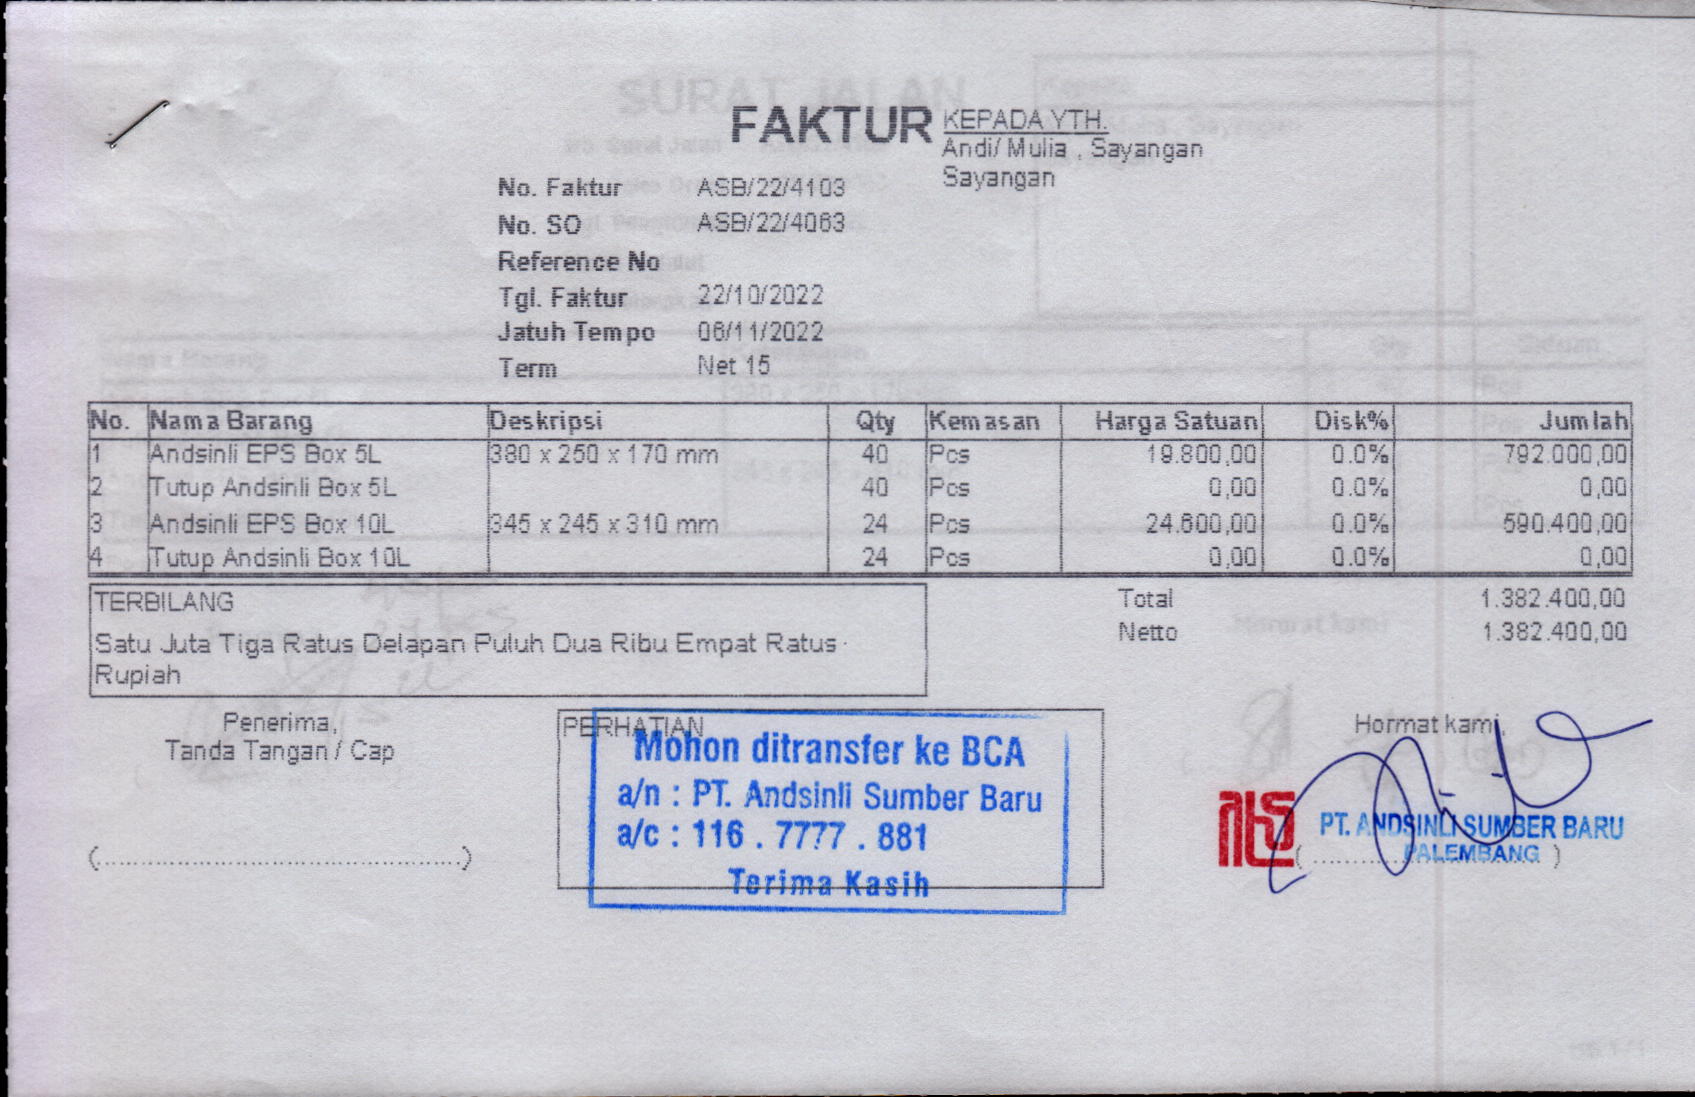 FAKTUR
KEPADA YTH.
Andi/ Mulia , Sayangan
Sayangan
No. Faktur ASB/22/4103
No. SO ASB/22/4063
Reference No
Tgl. Faktur 22/10/2022
Jatuh Tempo 06/11/2022
Term Net 15
No. Nama Barang Deskripsi Qty Kemasan Harga Satuan Disk% Jumlah
1 Andsinli EPS Box 5L 380 x 250 x 170 mm 40 Pcs 19.800,00 0.0% 792.000,00
2 Tutup Andsinli Box 5L 40 Pcs 0,00 0.0% 0,00
3 Andsinli EPS Box 10L 345 x 245 x 310 mm 24 Pcs 24.600,00 0.0% 590.400,00
4 Tutup Andsinli Box 10L 24 Pcs 0,00 0.0% 0,00
TERBILANG
Satu Juta Tiga Ratus Delapan Puluh Dua Ribu Empat Ratus
Rupiah
Total 1.382.400,00
Netto 1.382.400,00
Penerima,
Tanda Tangan / Cap
(......................................)
PERHATIAN
Mohon ditransfer ke BCA
a/n : PT. Andsinli Sumber Baru
a/c : 116 . 7777 . 881
Terima Kasih
Hormat kami,
PT. ANDSINLI SUMBER BARU
PALEMBANG
SURAT JALAN